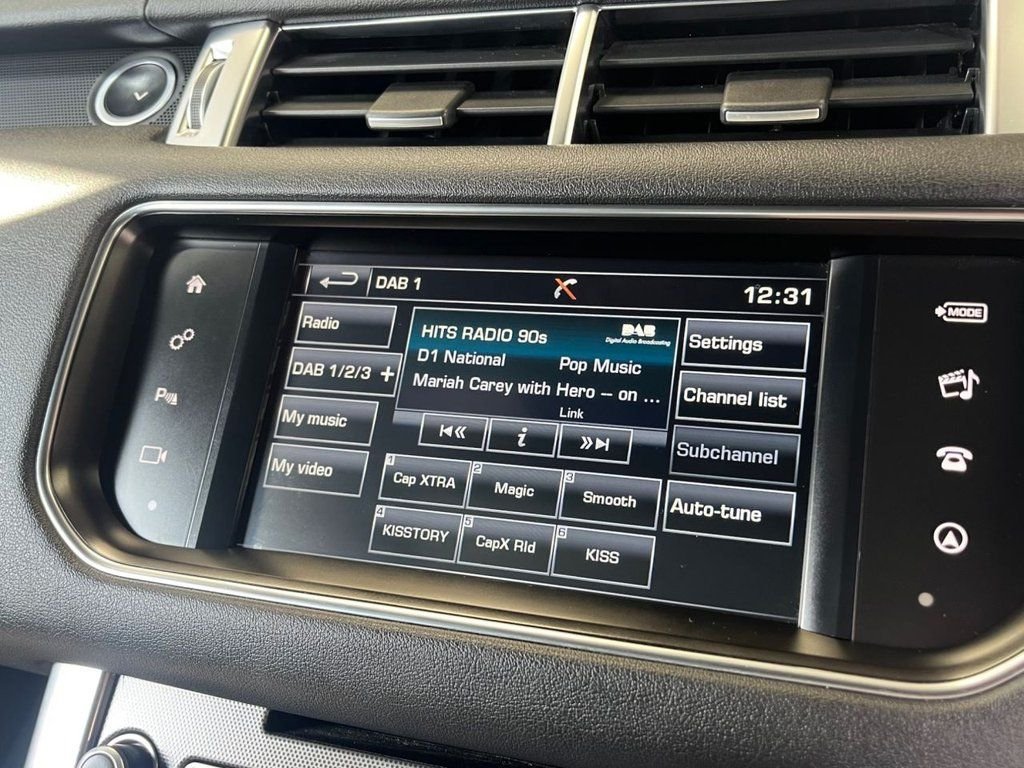 DAB 1
12:31
Radio
DAB 1/2/3 +
My music
My video
HITS RADIO 90s
DAB
Digital Audio Broadcasting
D1 National
Pop Music
Mariah Carey with Hero -- on ...
Link
i
1 Cap XTRA
2 Magic
3 Smooth
4 KISSTORY
5 CapX Rld
6 KISS
Settings
Channel list
Subchannel
Auto-tune
P
MODE